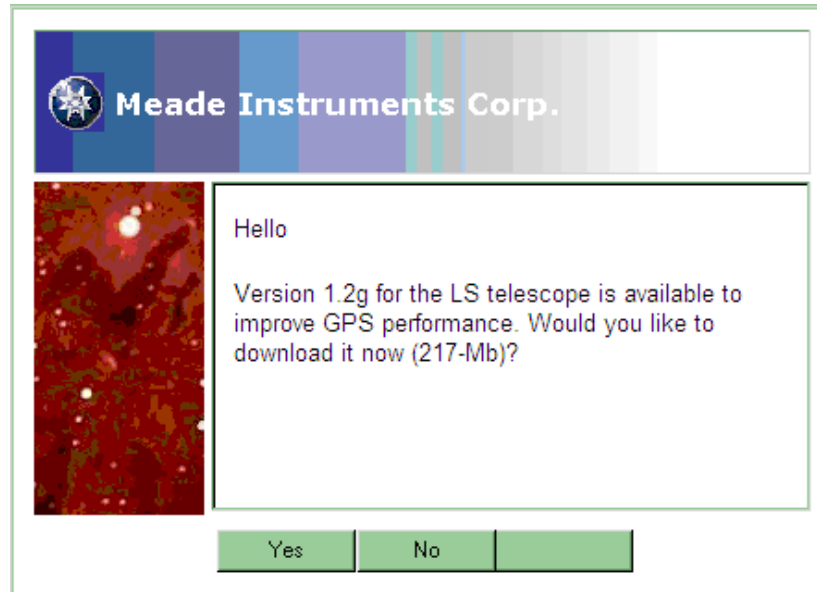 Meade Instruments Corp.
Hello
Version 1.2g for the LS telescope is available to
improve GPS performance. Would you like to
download it now (217-Mb)?
Yes
No